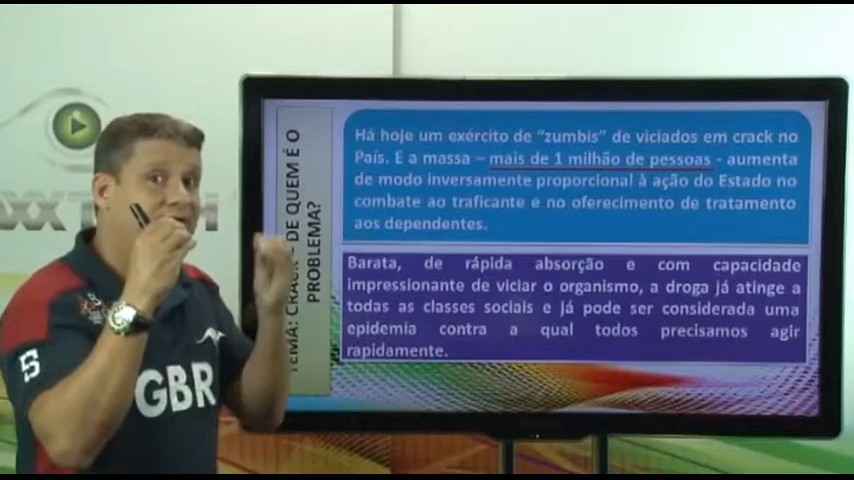 TEMA: CRACK – DE QUEM É O
PROBLEMA?
Há hoje um exército de "zumbis" de viciados em crack no
País. E a massa – mais de 1 milhão de pessoas - aumenta
de modo inversamente proporcional à ação do Estado no
combate ao traficante e no oferecimento de tratamento
aos dependentes.
Barata, de rápida absorção e com capacidade
impressionante de viciar o organismo, a droga já atinge a
todas as classes sociais e já pode ser considerada uma
epidemia contra a qual todos precisamos agir
rapidamente.
5
GBR